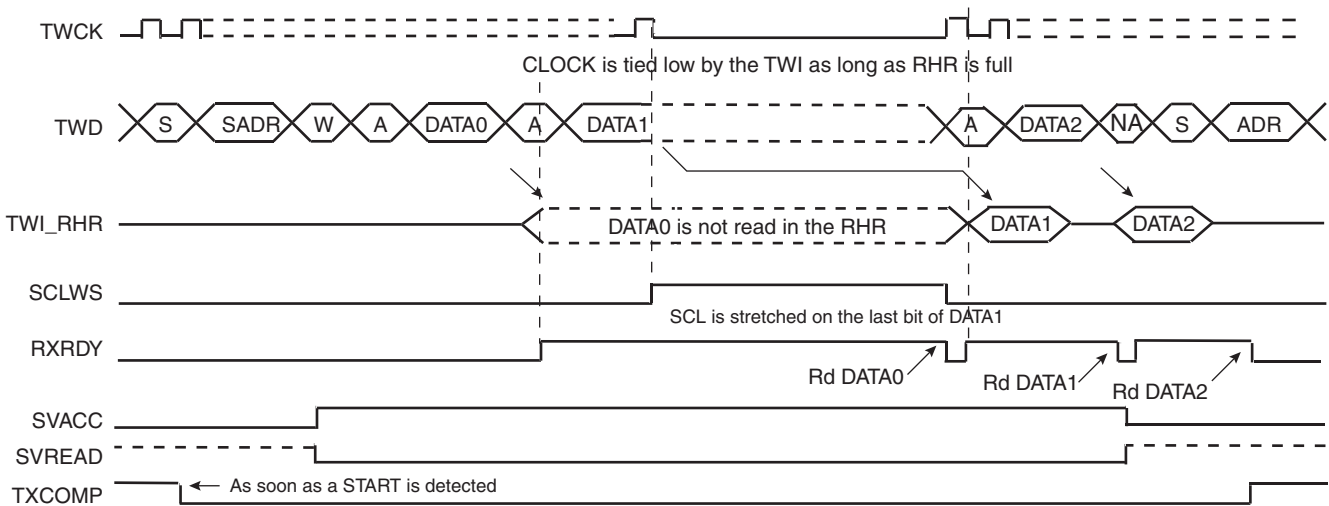 TWCK
CLOCK is tied low by the TWI as long as RHR is full
TWD S SADR W A DATA0 A DATA1 A DATA2 NA S ADR
TWI_RHR DATA0 is not read in the RHR DATA1 DATA2
SCLWS
SCL is stretched on the last bit of DATA1
RXRDY
Rd DATA0 Rd DATA1 Rd DATA2
SVACC
SVREAD
As soon as a START is detected
TXCOMP